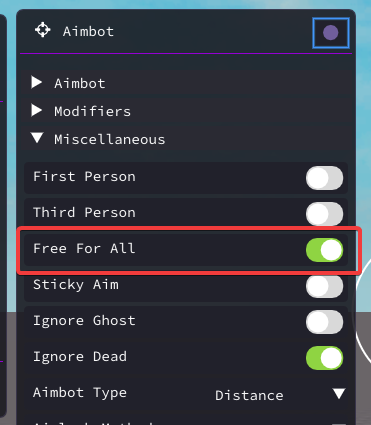 Aimbot
Aimbot
Modifiers
Miscellaneous
First Person
Third Person
Free For All
Sticky Aim
Ignore Ghost
Ignore Dead
Aimbot Type Distance